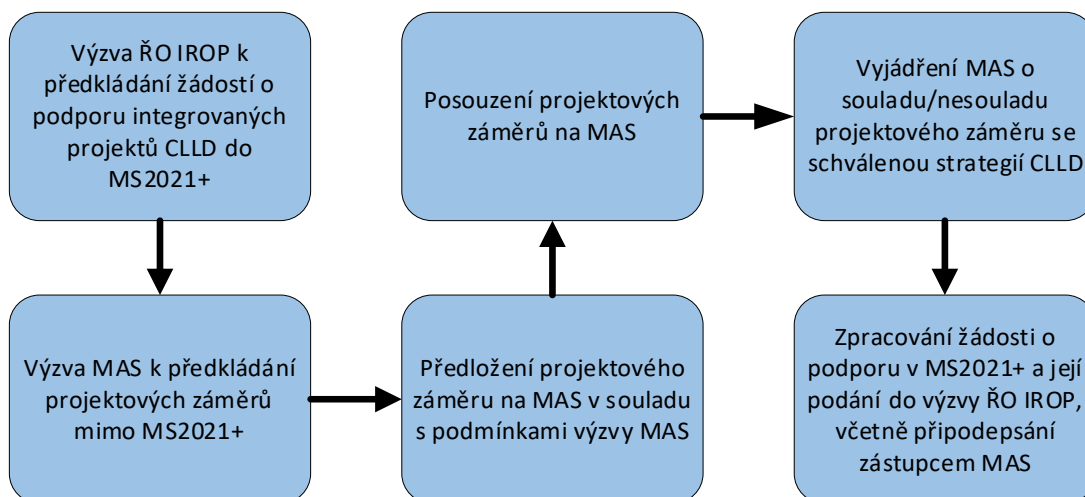 Výzva ŘO IROP k
předkládání žádostí o
podporu integrovaných
projektů CLLD do
MS2021+
Výzva MAS k předkládání
projektových záměrů
mimo MS2021+
Předložení projektového
záměru na MAS v souladu
s podmínkami výzvy MAS
Posouzení projektových
záměrů na MAS
Vyjádření MAS o
souladu/nesouladu
projektového záměru se
schválenou strategií CLLD
Zpracování žádosti o
podporu v MS2021+ a její
podání do výzvy ŘO IROP,
včetně připodepsání
zástupcem MAS